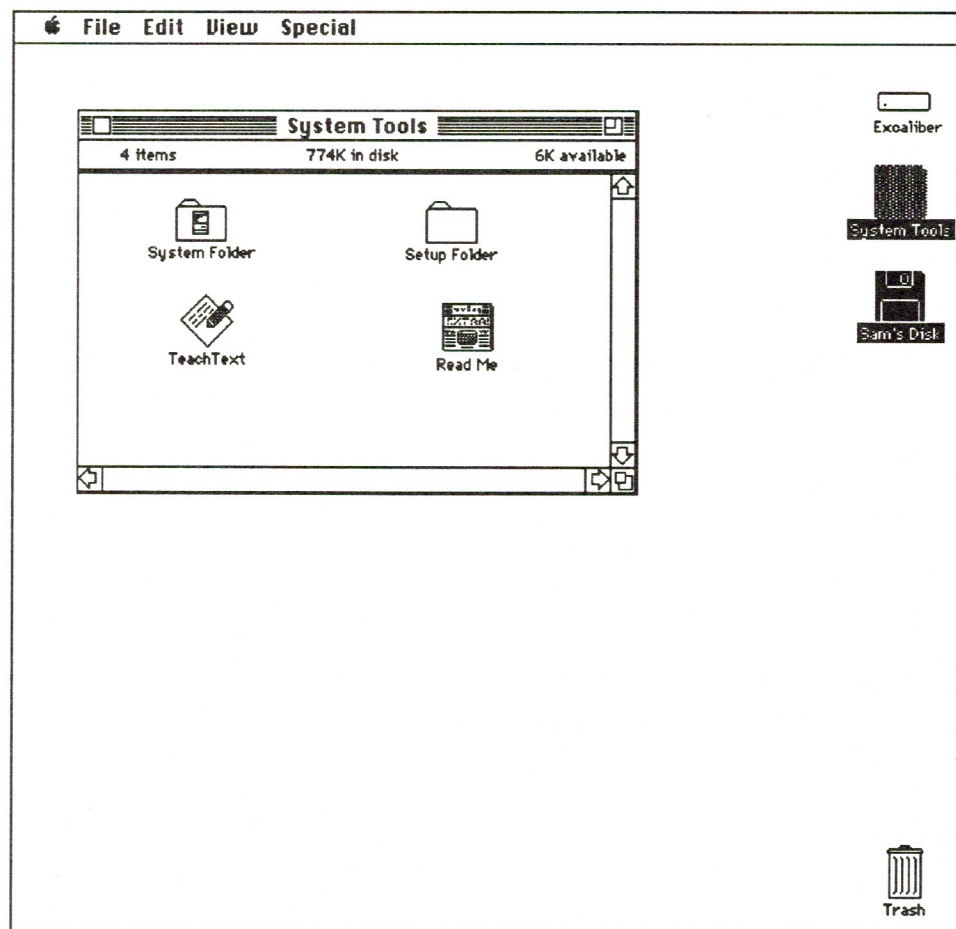 File Edit View Special
System Tools
4 items 774K in disk 6K available
System Folder Setup Folder
TeachText Read Me
EXTRA!
Excaliber
System Tools
Sam's Disk
Trash